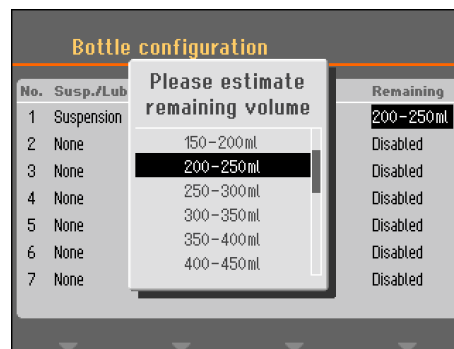 Bottle configuration
No. Susp./Lub Remaining
1 Suspension 200-250ml
2 None Disabled
3 None Disabled
4 None Disabled
5 None Disabled
6 None Disabled
7 None Disabled
Please estimate
remaining volume
150-200ml
200-250ml
250-300ml
300-350ml
350-400ml
400-450ml